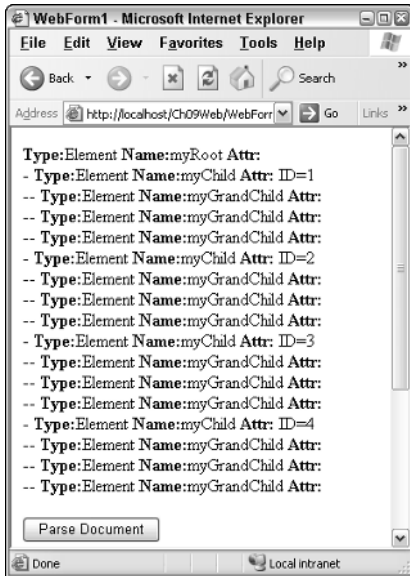 WebForm1 - Microsoft Internet Explorer
File Edit View Favorites Tools Help
Back Search »
Address http://localhost/Ch09Web/WebForr Go Links »
Type:Element Name:myRoot Attr:
- Type:Element Name:myChild Attr: ID=1
-- Type:Element Name:myGrandChild Attr:
-- Type:Element Name:myGrandChild Attr:
-- Type:Element Name:myGrandChild Attr:
- Type:Element Name:myChild Attr: ID=2
-- Type:Element Name:myGrandChild Attr:
-- Type:Element Name:myGrandChild Attr:
-- Type:Element Name:myGrandChild Attr:
- Type:Element Name:myChild Attr: ID=3
-- Type:Element Name:myGrandChild Attr:
-- Type:Element Name:myGrandChild Attr:
-- Type:Element Name:myGrandChild Attr:
- Type:Element Name:myChild Attr: ID=4
-- Type:Element Name:myGrandChild Attr:
-- Type:Element Name:myGrandChild Attr:
-- Type:Element Name:myGrandChild Attr:
Parse Document
Done Local intranet